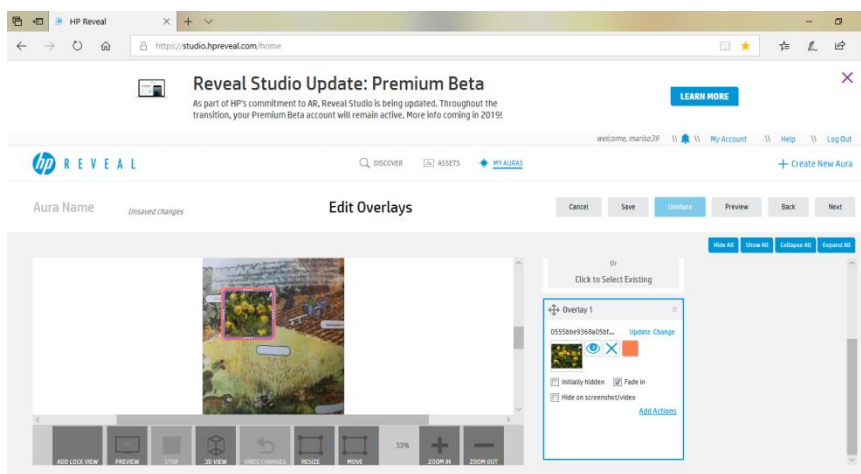 HP Reveal
https://studio.hpreveal.com/home
Reveal Studio Update: Premium Beta
As part of HP's commitment to AR, Reveal Studio is being updated. Throughout the
transition, your Premium Beta account will remain active. More info coming in 2019!
LEARN MORE
welcome, marisa39 \\ \\ My Account \\ Help \\ Log Out
hp REVEAL DISCOVER ASSETS MY AURAS + Create New Aura
Aura Name Unsaved changes Edit Overlays Cancel Save Unshare Preview Back Next
Hide All Show All Collapse All Expand All
Or
Click to Select Existing
Overlay 1
Update Change
Initially hidden Fade in
Hide on screenshot/video
Add Actions
ADD LOCK VIEW PREVIEW STOP 3D VIEW UNDO CHANGES RESIZE MOVE 33% ZOOM IN ZOOM OUT